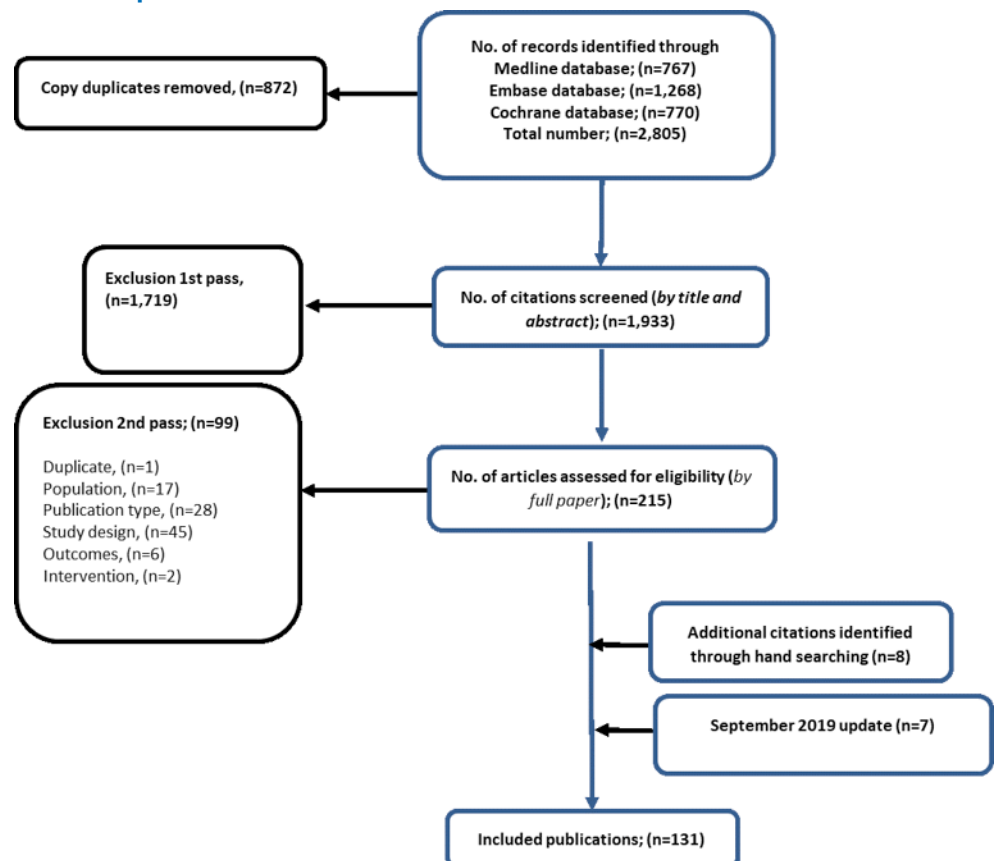 No. of records identified through
Medline database; (n=767)
Embase database; (n=1,268)
Cochrane database; (n=770)
Total number; (n=2,805)
Copy duplicates removed, (n=872)
Exclusion 1st pass,
(n=1,719)
No. of citations screened (by title and
abstract); (n=1,933)
Exclusion 2nd pass; (n=99)
Duplicate, (n=1)
Population, (n=17)
Publication type, (n=28)
Study design, (n=45)
Outcomes, (n=6)
Intervention, (n=2)
No. of articles assessed for eligibility (by
full paper); (n=215)
Additional citations identified
through hand searching (n=8)
September 2019 update (n=7)
Included publications; (n=131)